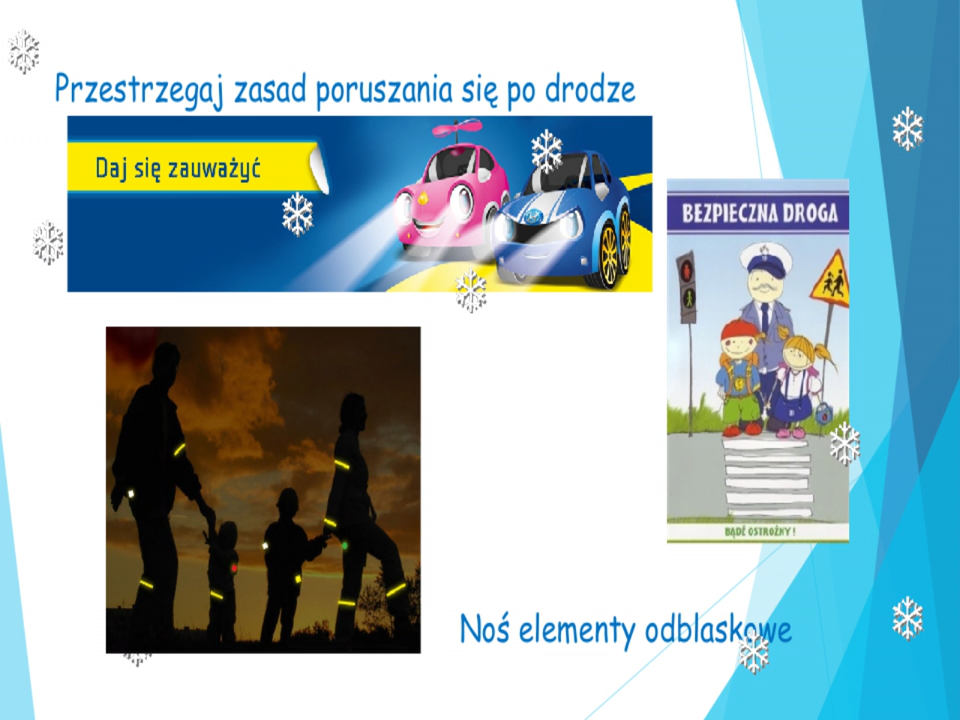 Przestrzegaj zasad poruszania się po drodze
Daj się zauważyć
BEZPIECZNA DROGA
BĄDŹ OSTROŻNY !
Noś elementy odblaskowe